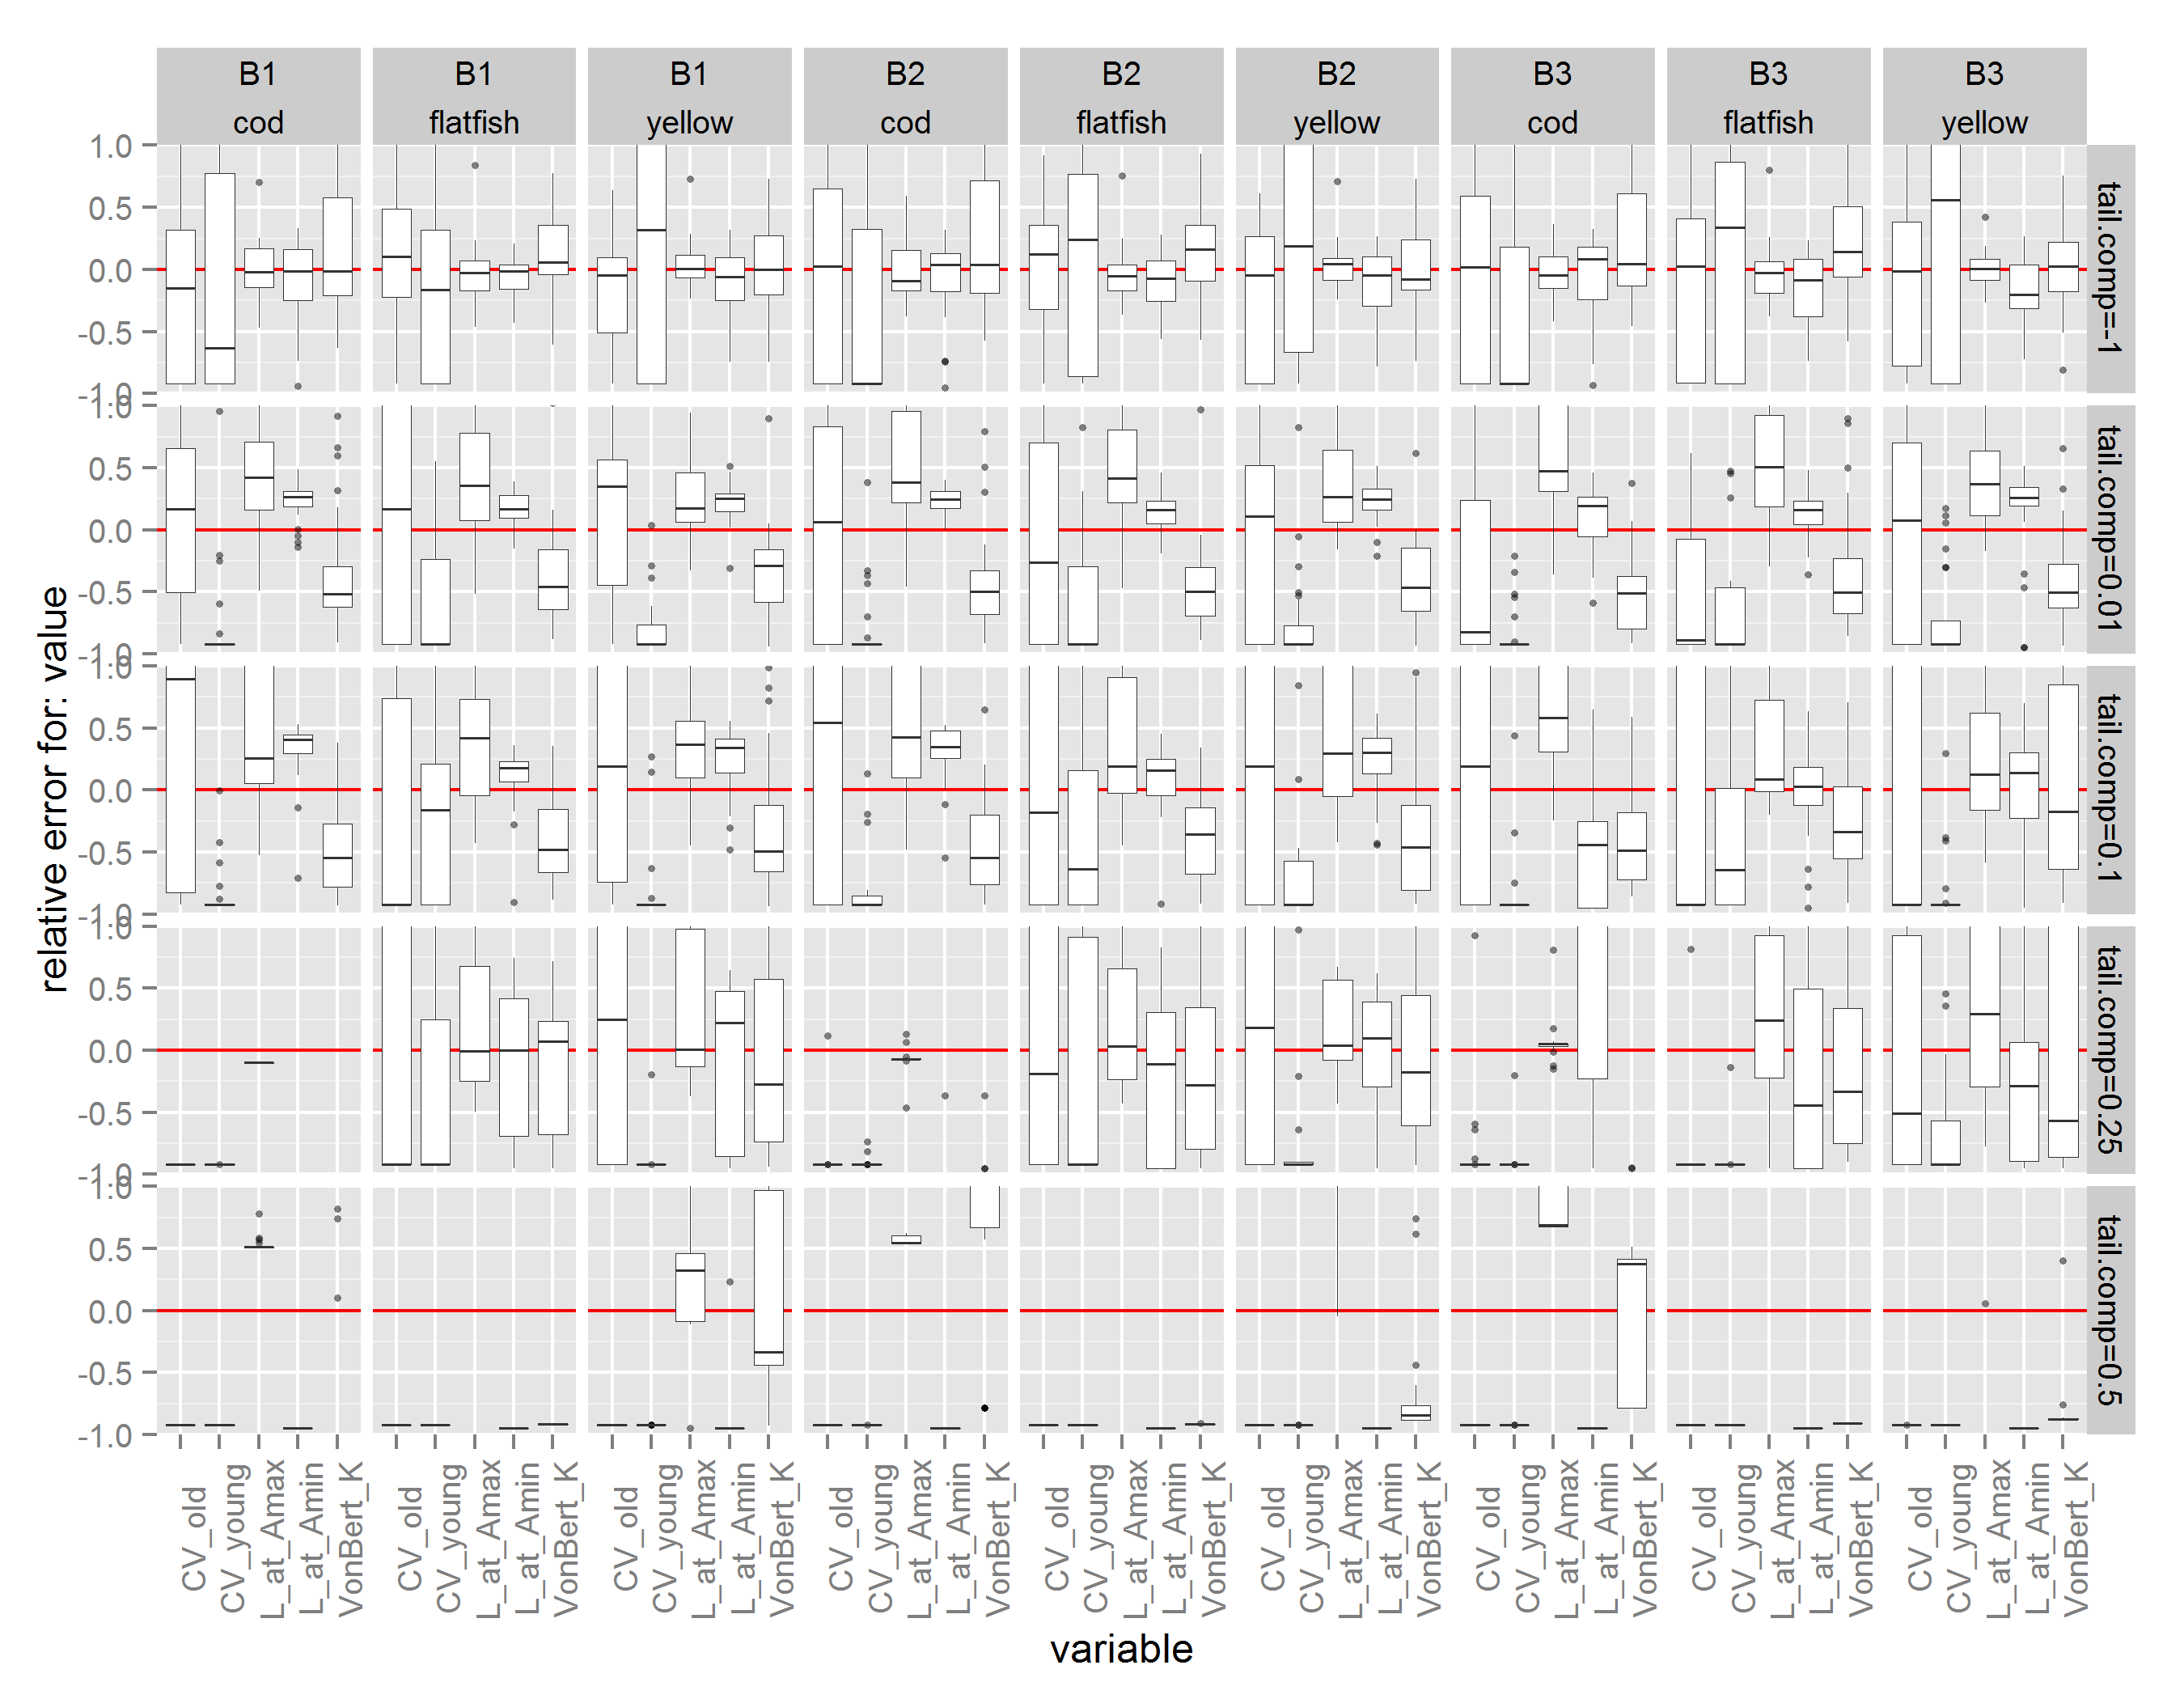 B1 B1 B1 B2 B2 B2 B3 B3 B3
cod flatfish yellow cod flatfish yellow cod flatfish yellow
1.0
0.5
0.0
-0.5
-1.0
tail.comp=-1
1.0
0.5
0.0
-0.5
-1.0
tail.comp=0.01
1.0
0.5
0.0
-0.5
-1.0
tail.comp=0.1
1.0
0.5
0.0
-0.5
-1.0
tail.comp=0.25
1.0
0.5
0.0
-0.5
-1.0
tail.comp=0.5
relative error for: value
CV_old CV_young L_at_Amax L_at_Amin VonBert_K
CV_old CV_young L_at_Amax L_at_Amin VonBert_K
CV_old CV_young L_at_Amax L_at_Amin VonBert_K
CV_old CV_young L_at_Amax L_at_Amin VonBert_K
CV_old CV_young L_at_Amax L_at_Amin VonBert_K
CV_old CV_young L_at_Amax L_at_Amin VonBert_K
CV_old CV_young L_at_Amax L_at_Amin VonBert_K
CV_old CV_young L_at_Amax L_at_Amin VonBert_K
CV_old CV_young L_at_Amax L_at_Amin VonBert_K
variable